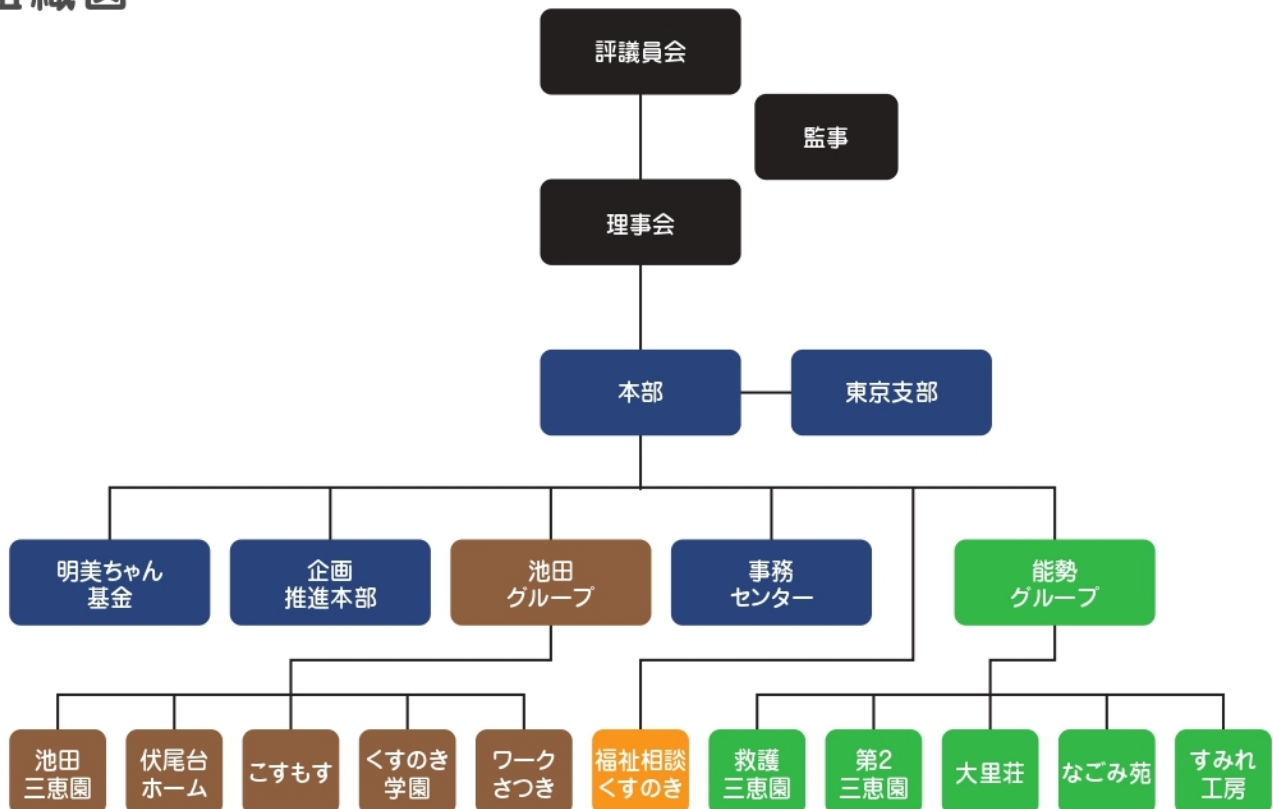 組織図
評議員会
監事
理事会
本部
東京支部
明美ちゃん
基金
企画
推進本部
池田
グループ
事務
センター
能勢
グループ
池田
三恵園
伏尾台
ホーム
こすもす
くすのき
学園
ワーク
さつき
福祉相談
くすのき
救護
三恵園
第2
三恵園
大里荘
なごみ苑
すみれ
工房